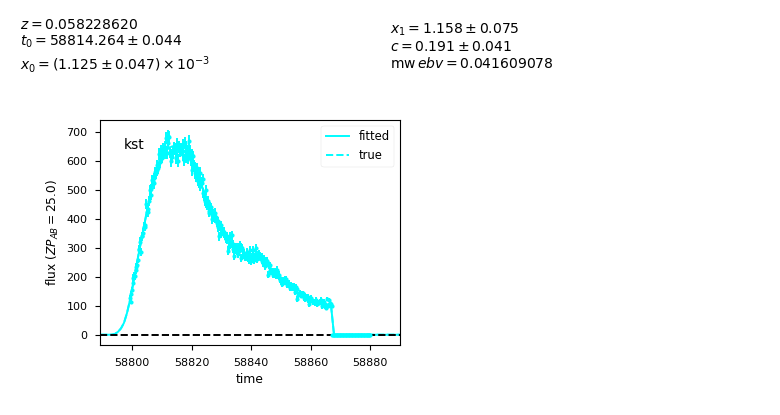 z = 0.058228620
t₀ = 58814.264 ± 0.044
x₀ = (1.125 ± 0.047) × 10⁻³
x₁ = 1.158 ± 0.075
c = 0.191 ± 0.041
mw ebv = 0.041609078
kst
fitted
true
700
600
500
400
300
200
100
0
flux (ZP_AB = 25.0)
58800 58820 58840 58860 58880
time